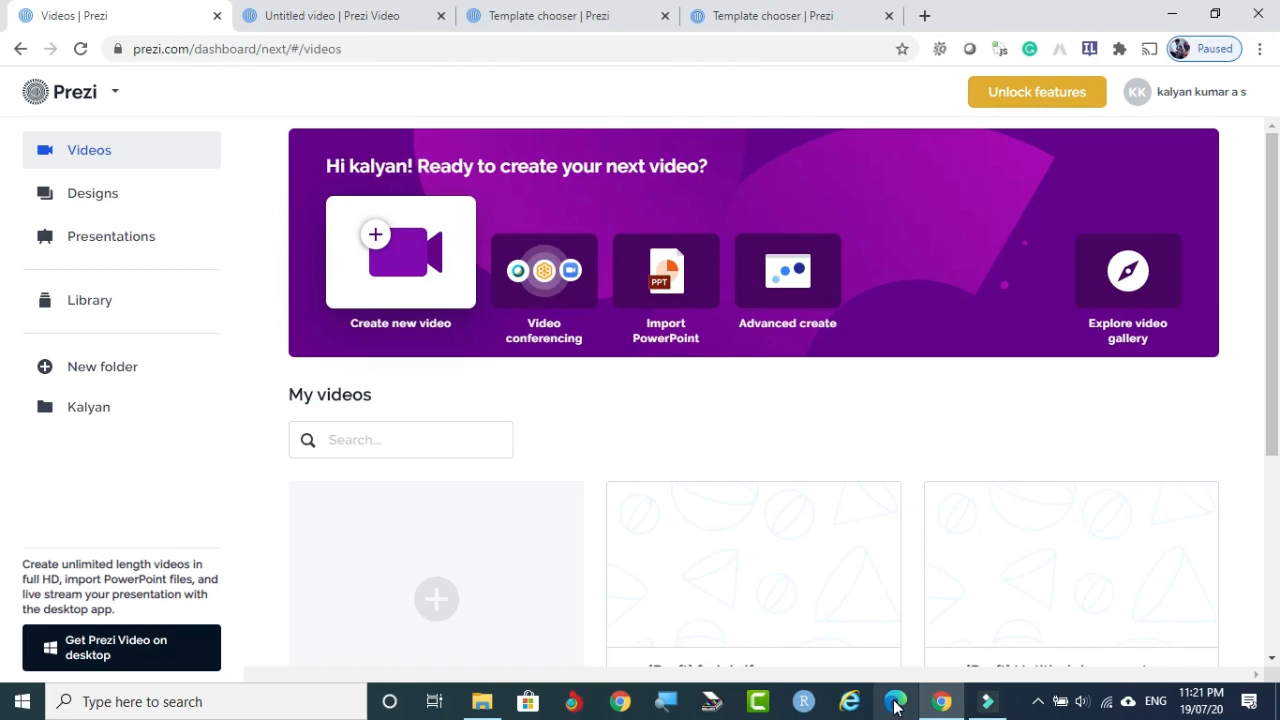 Videos | Prezi
Untitled video | Prezi Video
Template chooser | Prezi
Template chooser | Prezi
prezi.com/dashboard/next/#/videos
js
IL
Paused
Prezi
Unlock features
KK
kalyan kumar a s
Videos
Designs
Presentations
Library
New folder
Kalyan
Hi kalyan! Ready to create your next video?
PPT
Create new video
Video
conferencing
Import
PowerPoint
Advanced create
Explore video
gallery
My videos
Search...
Create unlimited length videos in
full HD, import PowerPoint files, and
live stream your presentation with
the desktop app.
Get Prezi Video on
desktop
Type here to search
C
R
ENG
11:21 PM
19/07/20